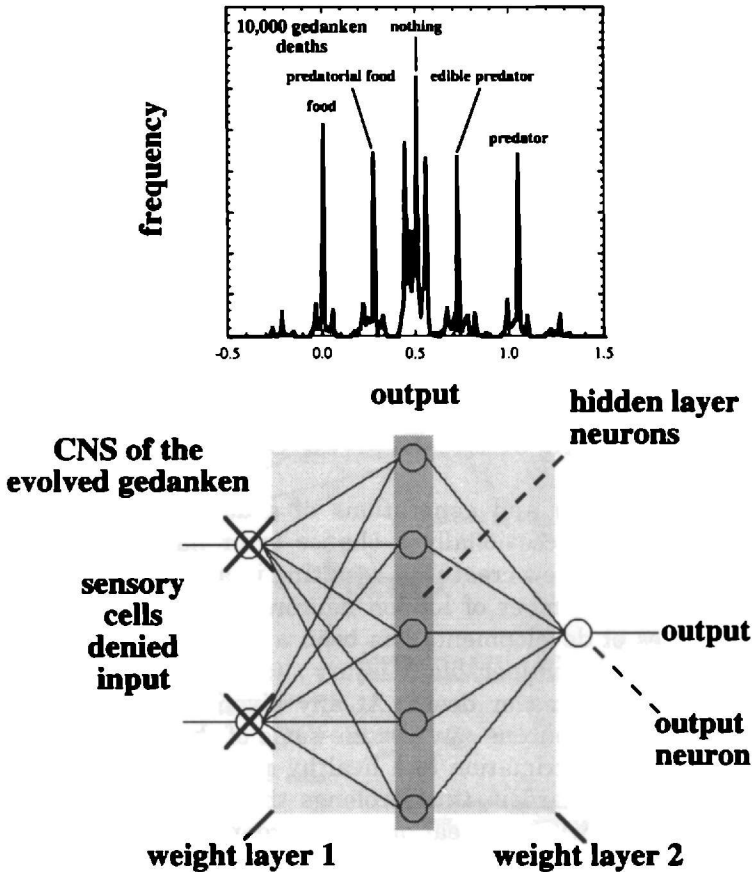 10,000 gedanken
deaths
nothing
predatorial food
edible predator
food
predator
frequency
-0.5 0.0 0.5 1.0 1.5
output
hidden layer
neurons
CNS of the
evolved gedanken
sensory
cells
denied
input
output
output
neuron
weight layer 1
weight layer 2